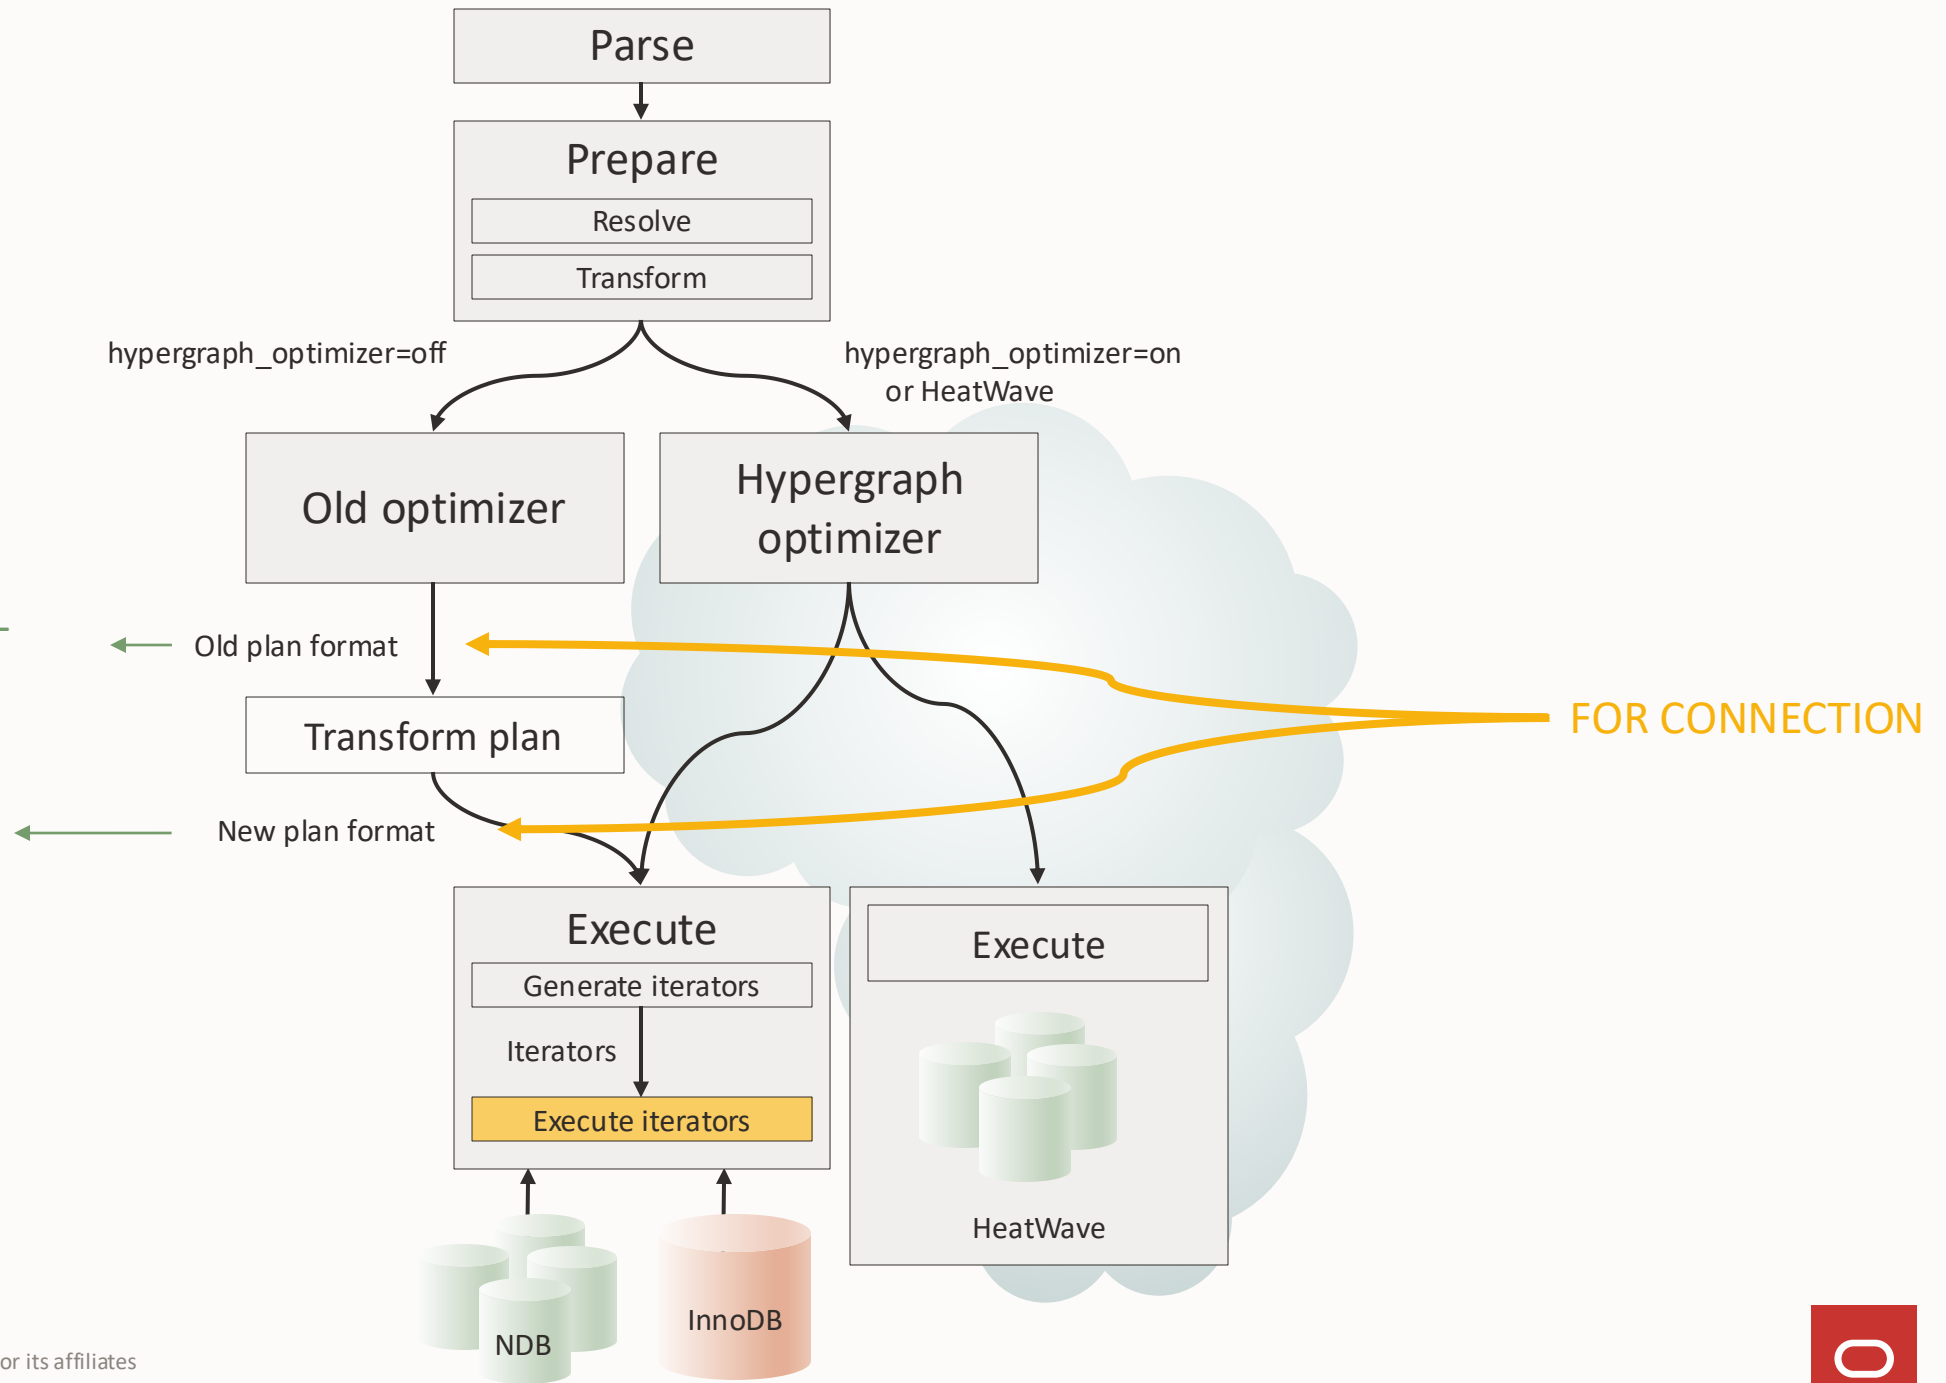 Parse
Prepare
Resolve
Transform
hypergraph_optimizer=off
hypergraph_optimizer=on
or HeatWave
Old optimizer
Hypergraph
optimizer
Old plan format
Transform plan
FOR CONNECTION
New plan format
Execute
Generate iterators
Iterators
Execute iterators
Execute
HeatWave
NDB
InnoDB
or its affiliates